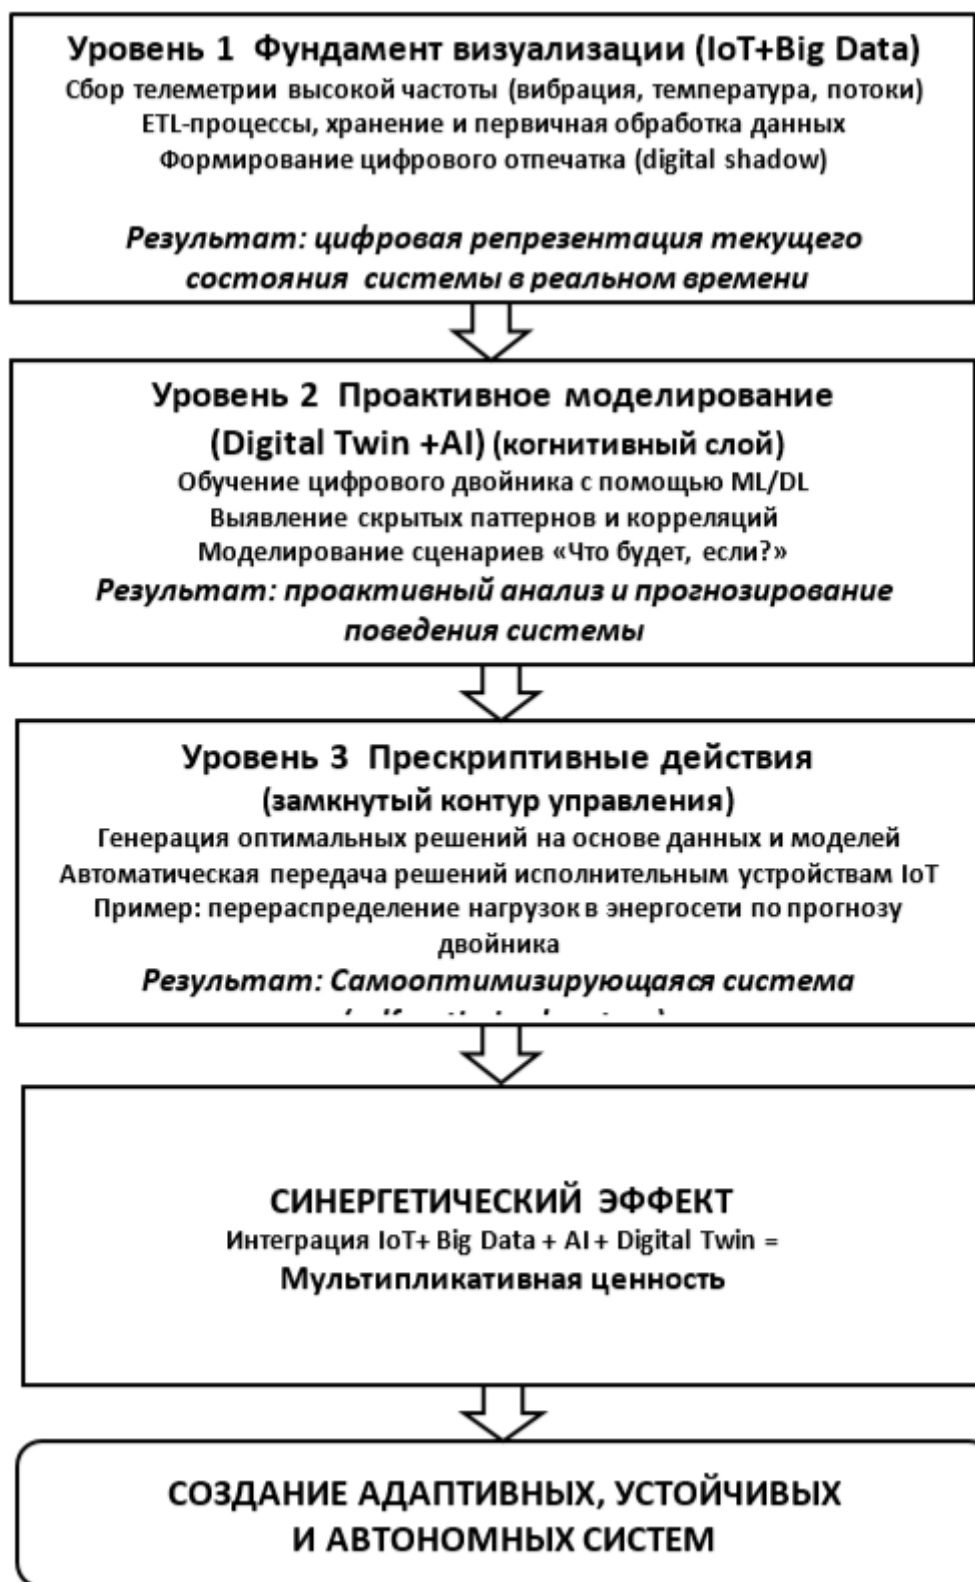 Уровень 1 Фундамент визуализации (IoT+Big Data)
Сбор телеметрии высокой частоты (вибрация, температура, потоки)
ETL-процессы, хранение и первичная обработка данных
Формирование цифрового отпечатка (digital shadow)
Результат: цифровая репрезентация текущего
состояния системы в реальном времени
Уровень 2 Проактивное моделирование
(Digital Twin +AI) (когнитивный слой)
Обучение цифрового двойника с помощью ML/DL
Выявление скрытых паттернов и корреляций
Моделирование сценариев «Что будет, если?»
Результат: проактивный анализ и прогнозирование
поведения системы
Уровень 3 Прескриптивные действия
(замкнутый контур управления)
Генерация оптимальных решений на основе данных и моделей
Автоматическая передача решений исполнительным устройствам IoT
Пример: перераспределение нагрузок в энергосети по прогнозу
двойника
Результат: Самооптимизирующаяся система
СИНЕРГЕТИЧЕСКИЙ ЭФФЕКТ
Интеграция IoT+ Big Data + AI + Digital Twin =
Мультипликативная ценность
СОЗДАНИЕ АДАПТИВНЫХ, УСТОЙЧИВЫХ
И АВТОНОМНЫХ СИСТЕМ